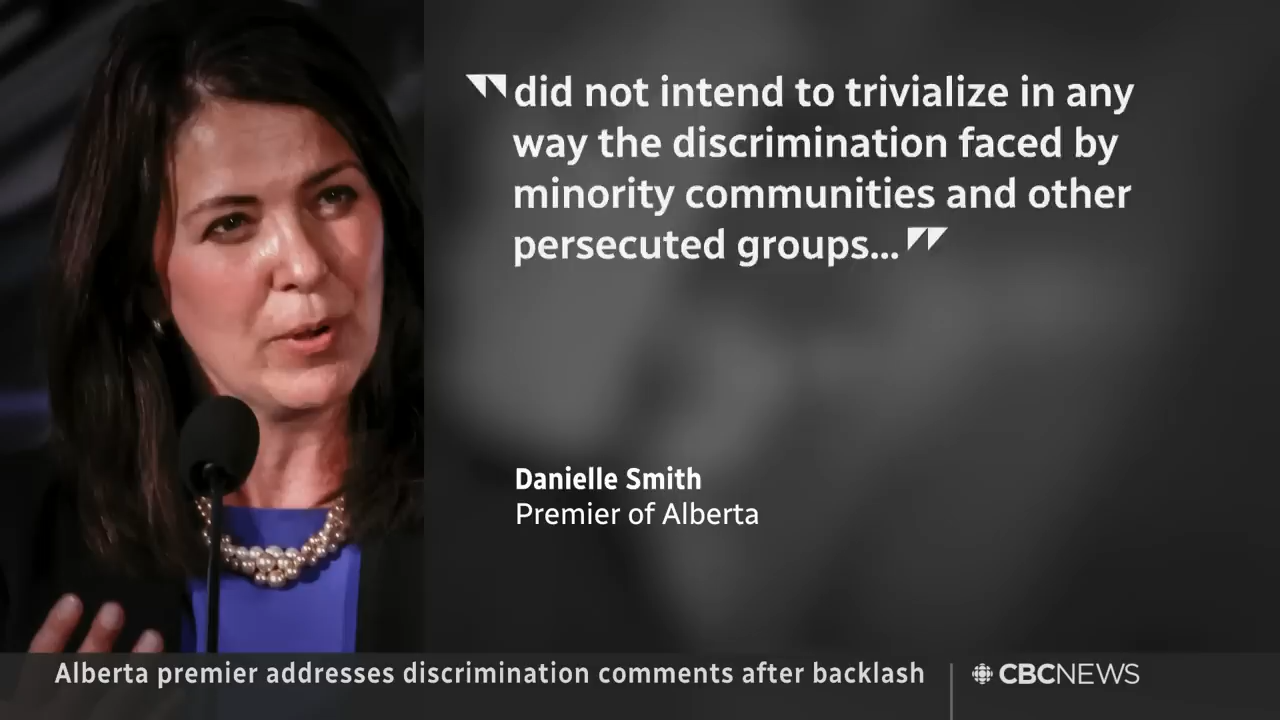 "did not intend to trivialize in any
way the discrimination faced by
minority communities and other
persecuted groups..."
Danielle Smith
Premier of Alberta
Alberta premier addresses discrimination comments after backlash
CBCNEWS